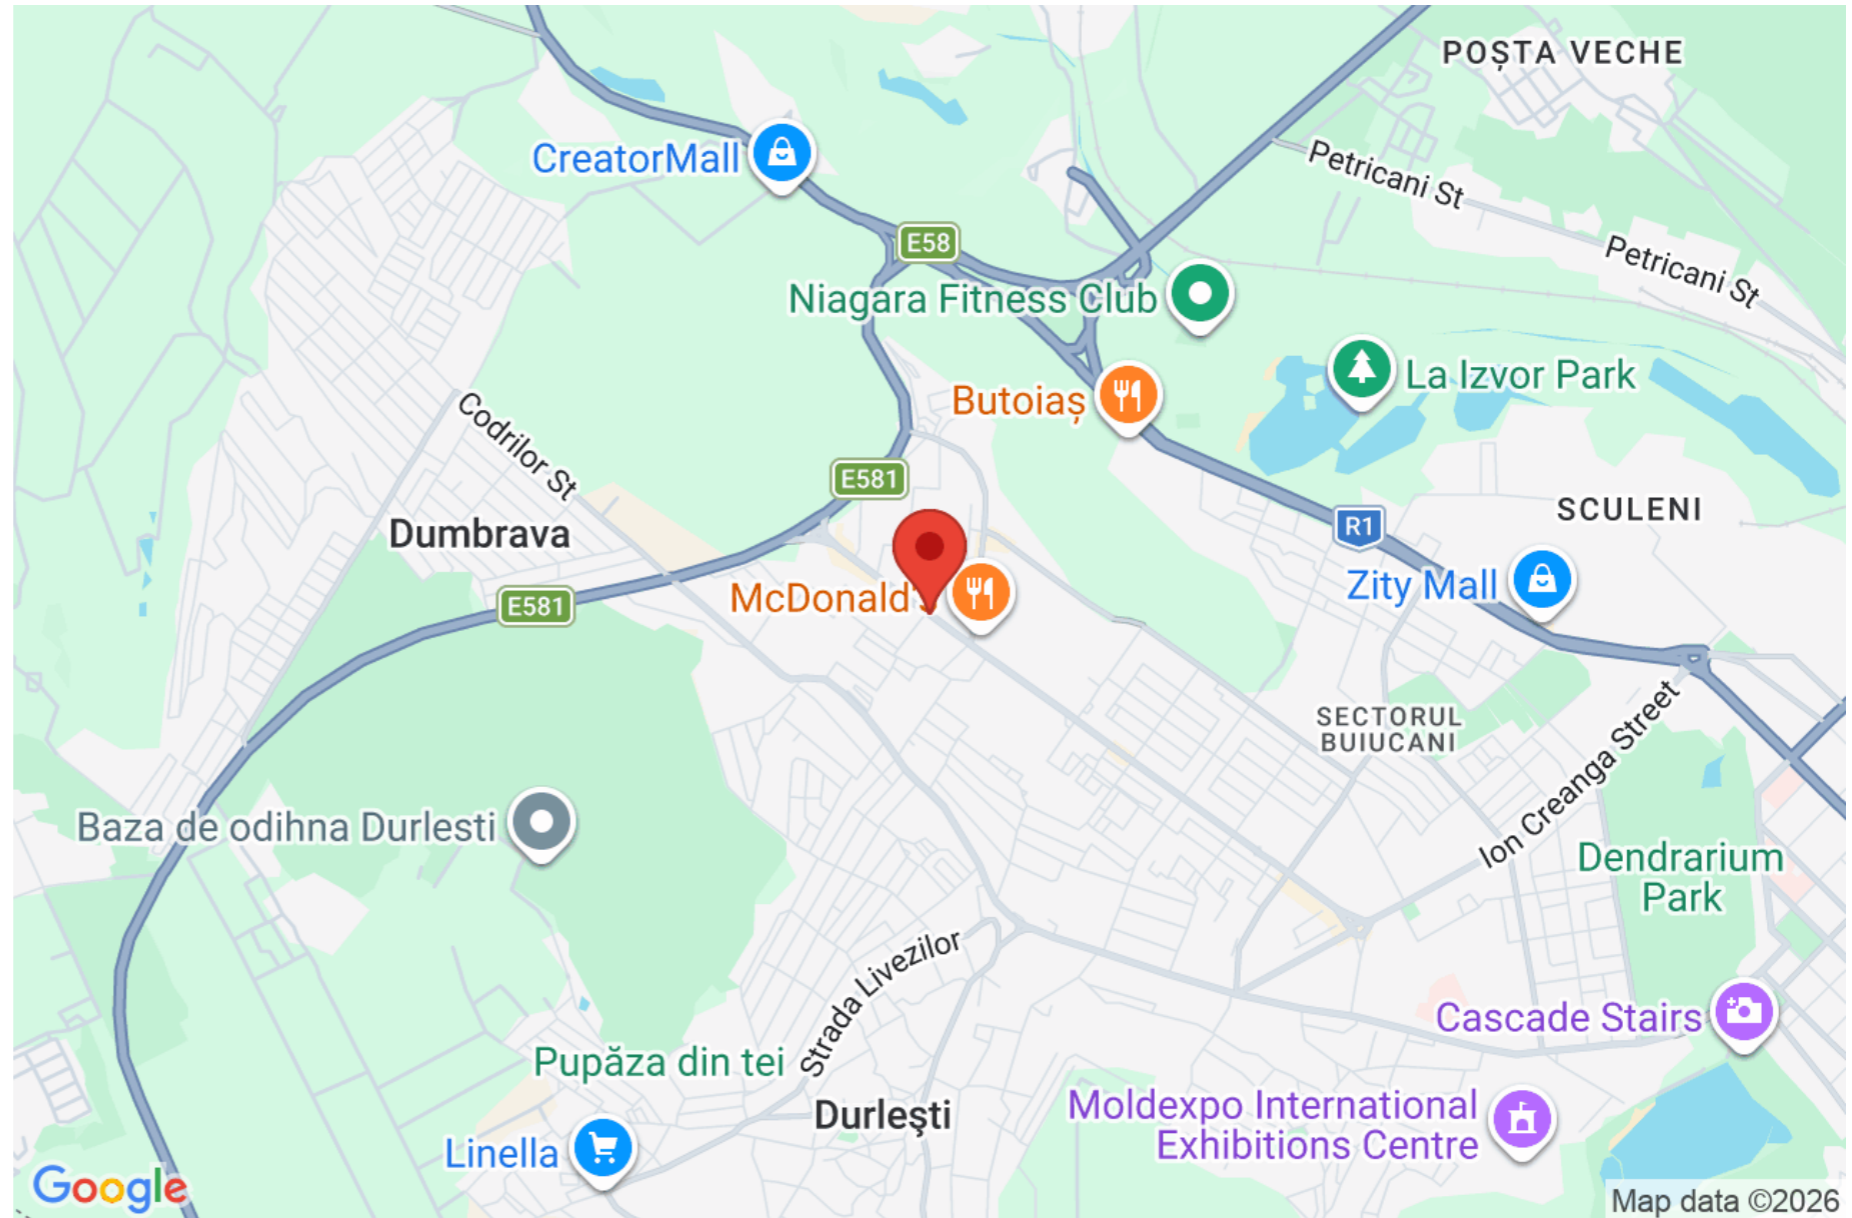 POȘTA VECHE
CreatorMall
Petricani St
E58
Petricani St
Niagara Fitness Club
La Izvor Park
Butoiaș
Codrilor St
E581
SCULENI
Dumbrava
R1
Zity Mall
E581
McDonald's
SECTORUL
BUIUCANI
Ion Creanga Street
Baza de odihna Durlesti
Dendrarium
Park
Strada Livezilor
Cascade Stairs
Pupăza din tei
Durleşti
Moldexpo International
Exhibitions Centre
Linella
Google
Map data ©2026